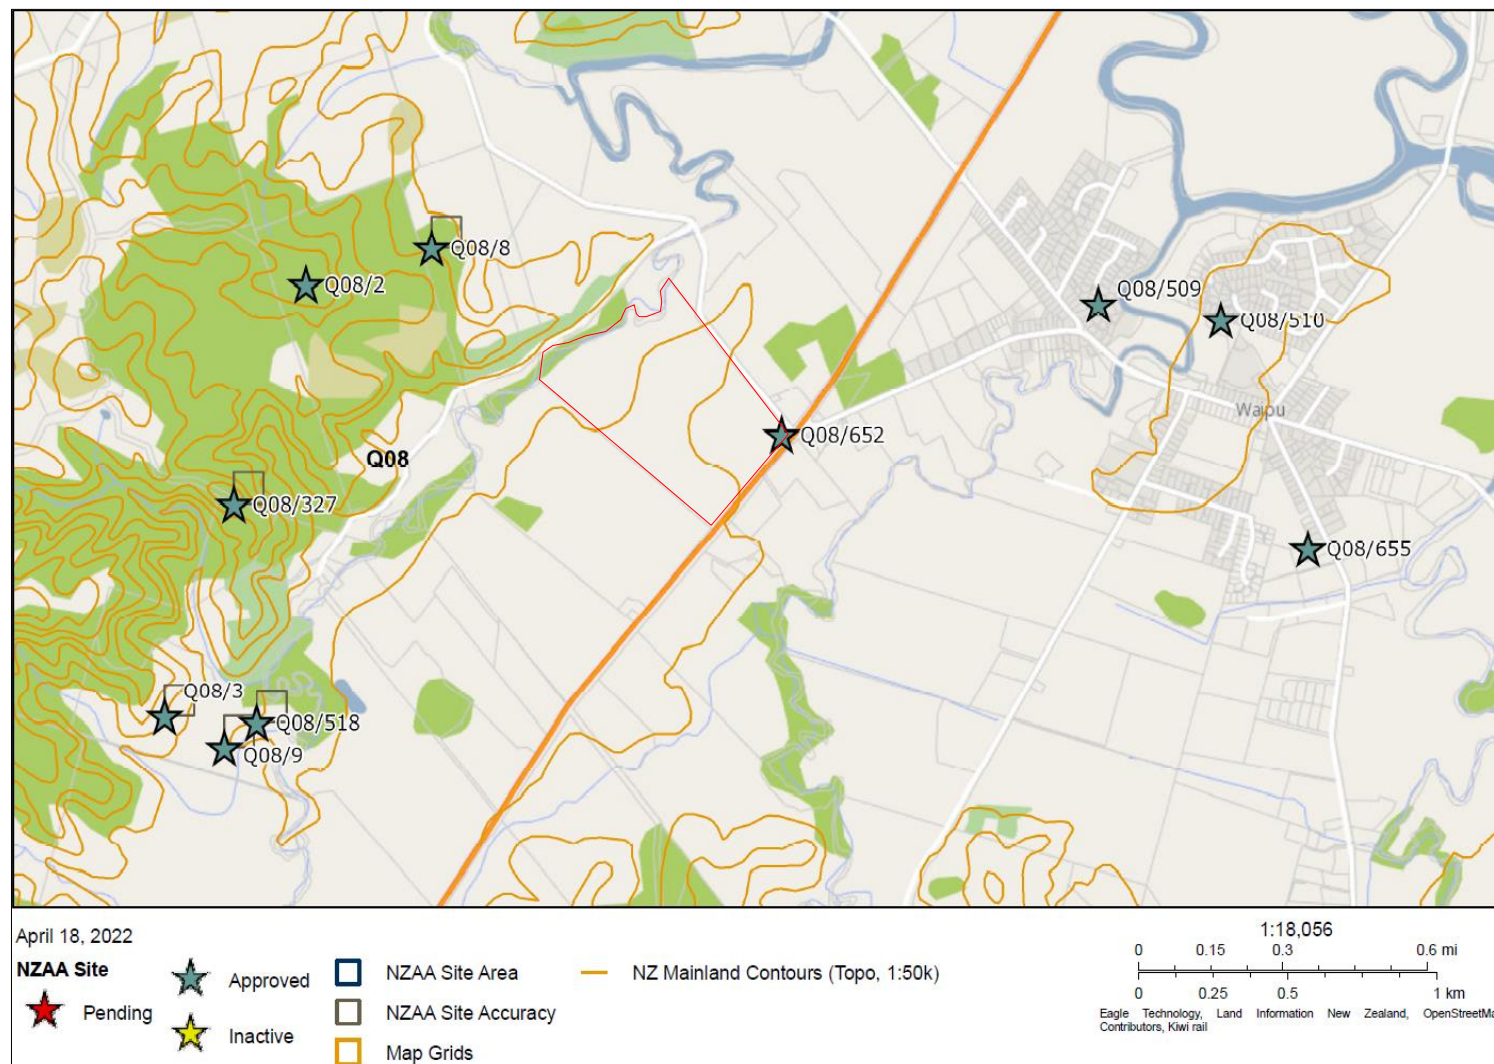 Q08/8
Q08/2
Q08/509
Q08/510
Waipu
Q08/652
Q08
Q08/327
Q08/655
Q08/3
Q08/518
Q08/9
April 18, 2022
NZAA Site
Pending
Approved
Inactive
NZAA Site Area
NZAA Site Accuracy
Map Grids
NZ Mainland Contours (Topo, 1:50k)
1:18,056
0 0.15 0.3 0.6 mi
0 0.25 0.5 1 km
Eagle Technology, Land Information New Zealand, OpenStreetMa
Contributors, Kiwi rail